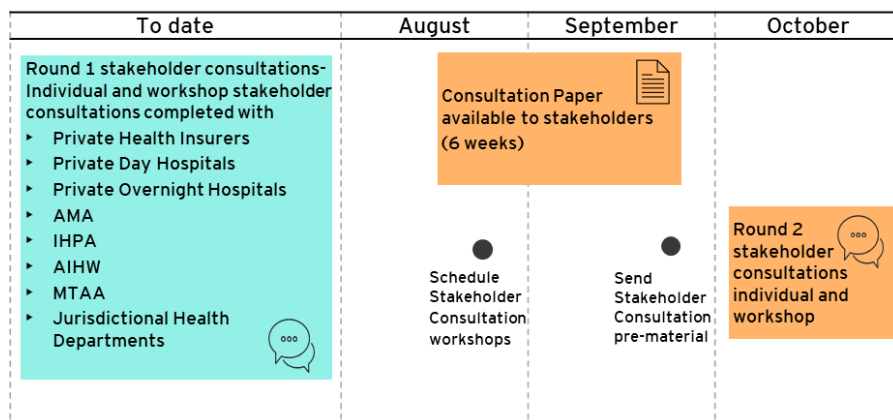 To date
August
September
October
Round 1 stakeholder consultations-
Individual and workshop stakeholder
consultations completed with
‣ Private Health Insurers
‣ Private Day Hospitals
‣ Private Overnight Hospitals
‣ AMA
‣ IHPA
‣ AIHW
‣ MTAA
‣ Jurisdictional Health
Departments
Consultation Paper
available to stakeholders
(6 weeks)
Schedule
Stakeholder
Consultation
workshops
Send
Stakeholder
Consultation
pre-material
Round 2
stakeholder
consultations
individual and
workshop